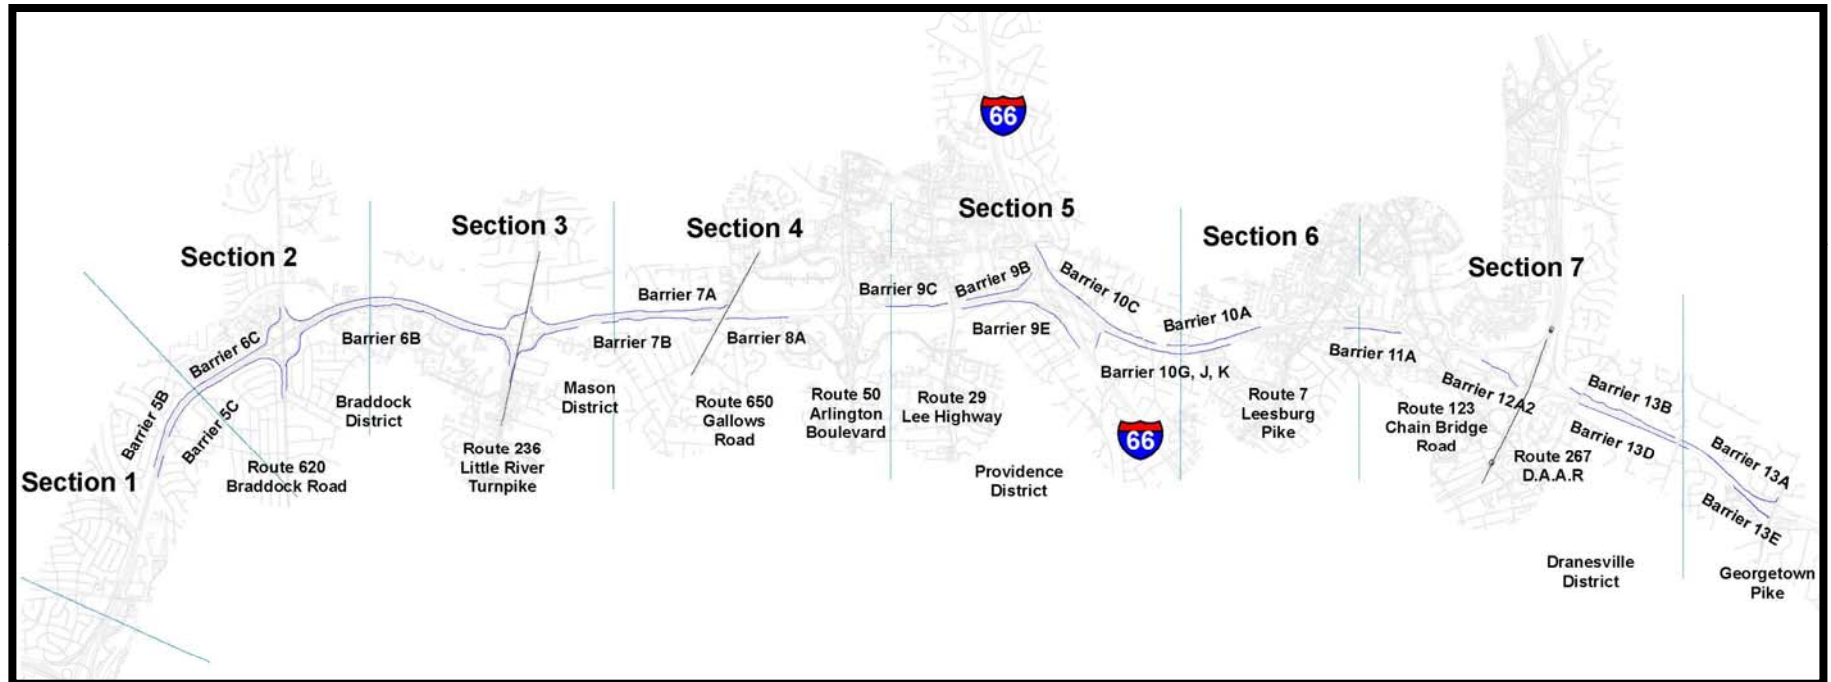 66
Section 5
Section 3
Section 4
Section 6
Section 2
Section 7
Barrier 9B
Barrier 10C
Barrier 9C
Barrier 7A
Barrier 10A
Barrier 9E
Barrier 6C
Barrier 6B
Barrier 7B
Barrier 8A
Barrier 11A
Barrier 10G, J, K
Barrier 5B
Barrier 5C
Barrier 12A2
Barrier 13B
Barrier 13D
Barrier 13A
Barrier 13E
Braddock
District
Mason
District
Route 650
Gallows
Road
Route 50
Arlington
Boulevard
Route 29
Lee Highway
Route 7
Leesburg
Pike
Route 123
Chain Bridge
Road
66
Route 236
Little River
Turnpike
Route 267
D.A.A.R
Route 620
Braddock Road
Section 1
Providence
District
Dranesville
District
Georgetown
Pike